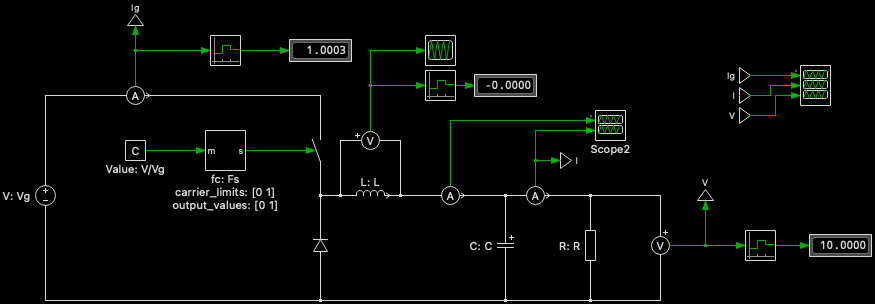 Ig
1.0003
A
-0.0000
V
Scope2
Ig
I
V
C
Value: V/Vg
m
s
fc: Fs
carrier_limits: [0 1]
output_values: [0 1]
V: Vg
L: L
A
A
I
C: C
R: R
V
V
10.0000